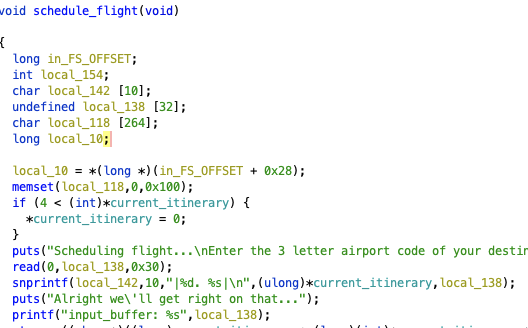 void schedule_flight(void)
{
long in_FS_OFFSET;
int local_154;
char local_142 [10];
undefined local_138 [32];
char local_118 [264];
long local_10;
local_10 = *(long *)(in_FS_OFFSET + 0x28);
memset(local_118,0,0x100);
if (4 < (int)*current_itinerary) {
*current_itinerary = 0;
}
puts("Scheduling flight...\nEnter the 3 letter airport code of your destin
read(0,local_138,0x30);
snprintf(local_142,10,"|%d. %s|\n",(ulong)*current_itinerary,local_138);
puts("Alright we\'ll get right on that...");
printf("input_buffer: %s",local_138);